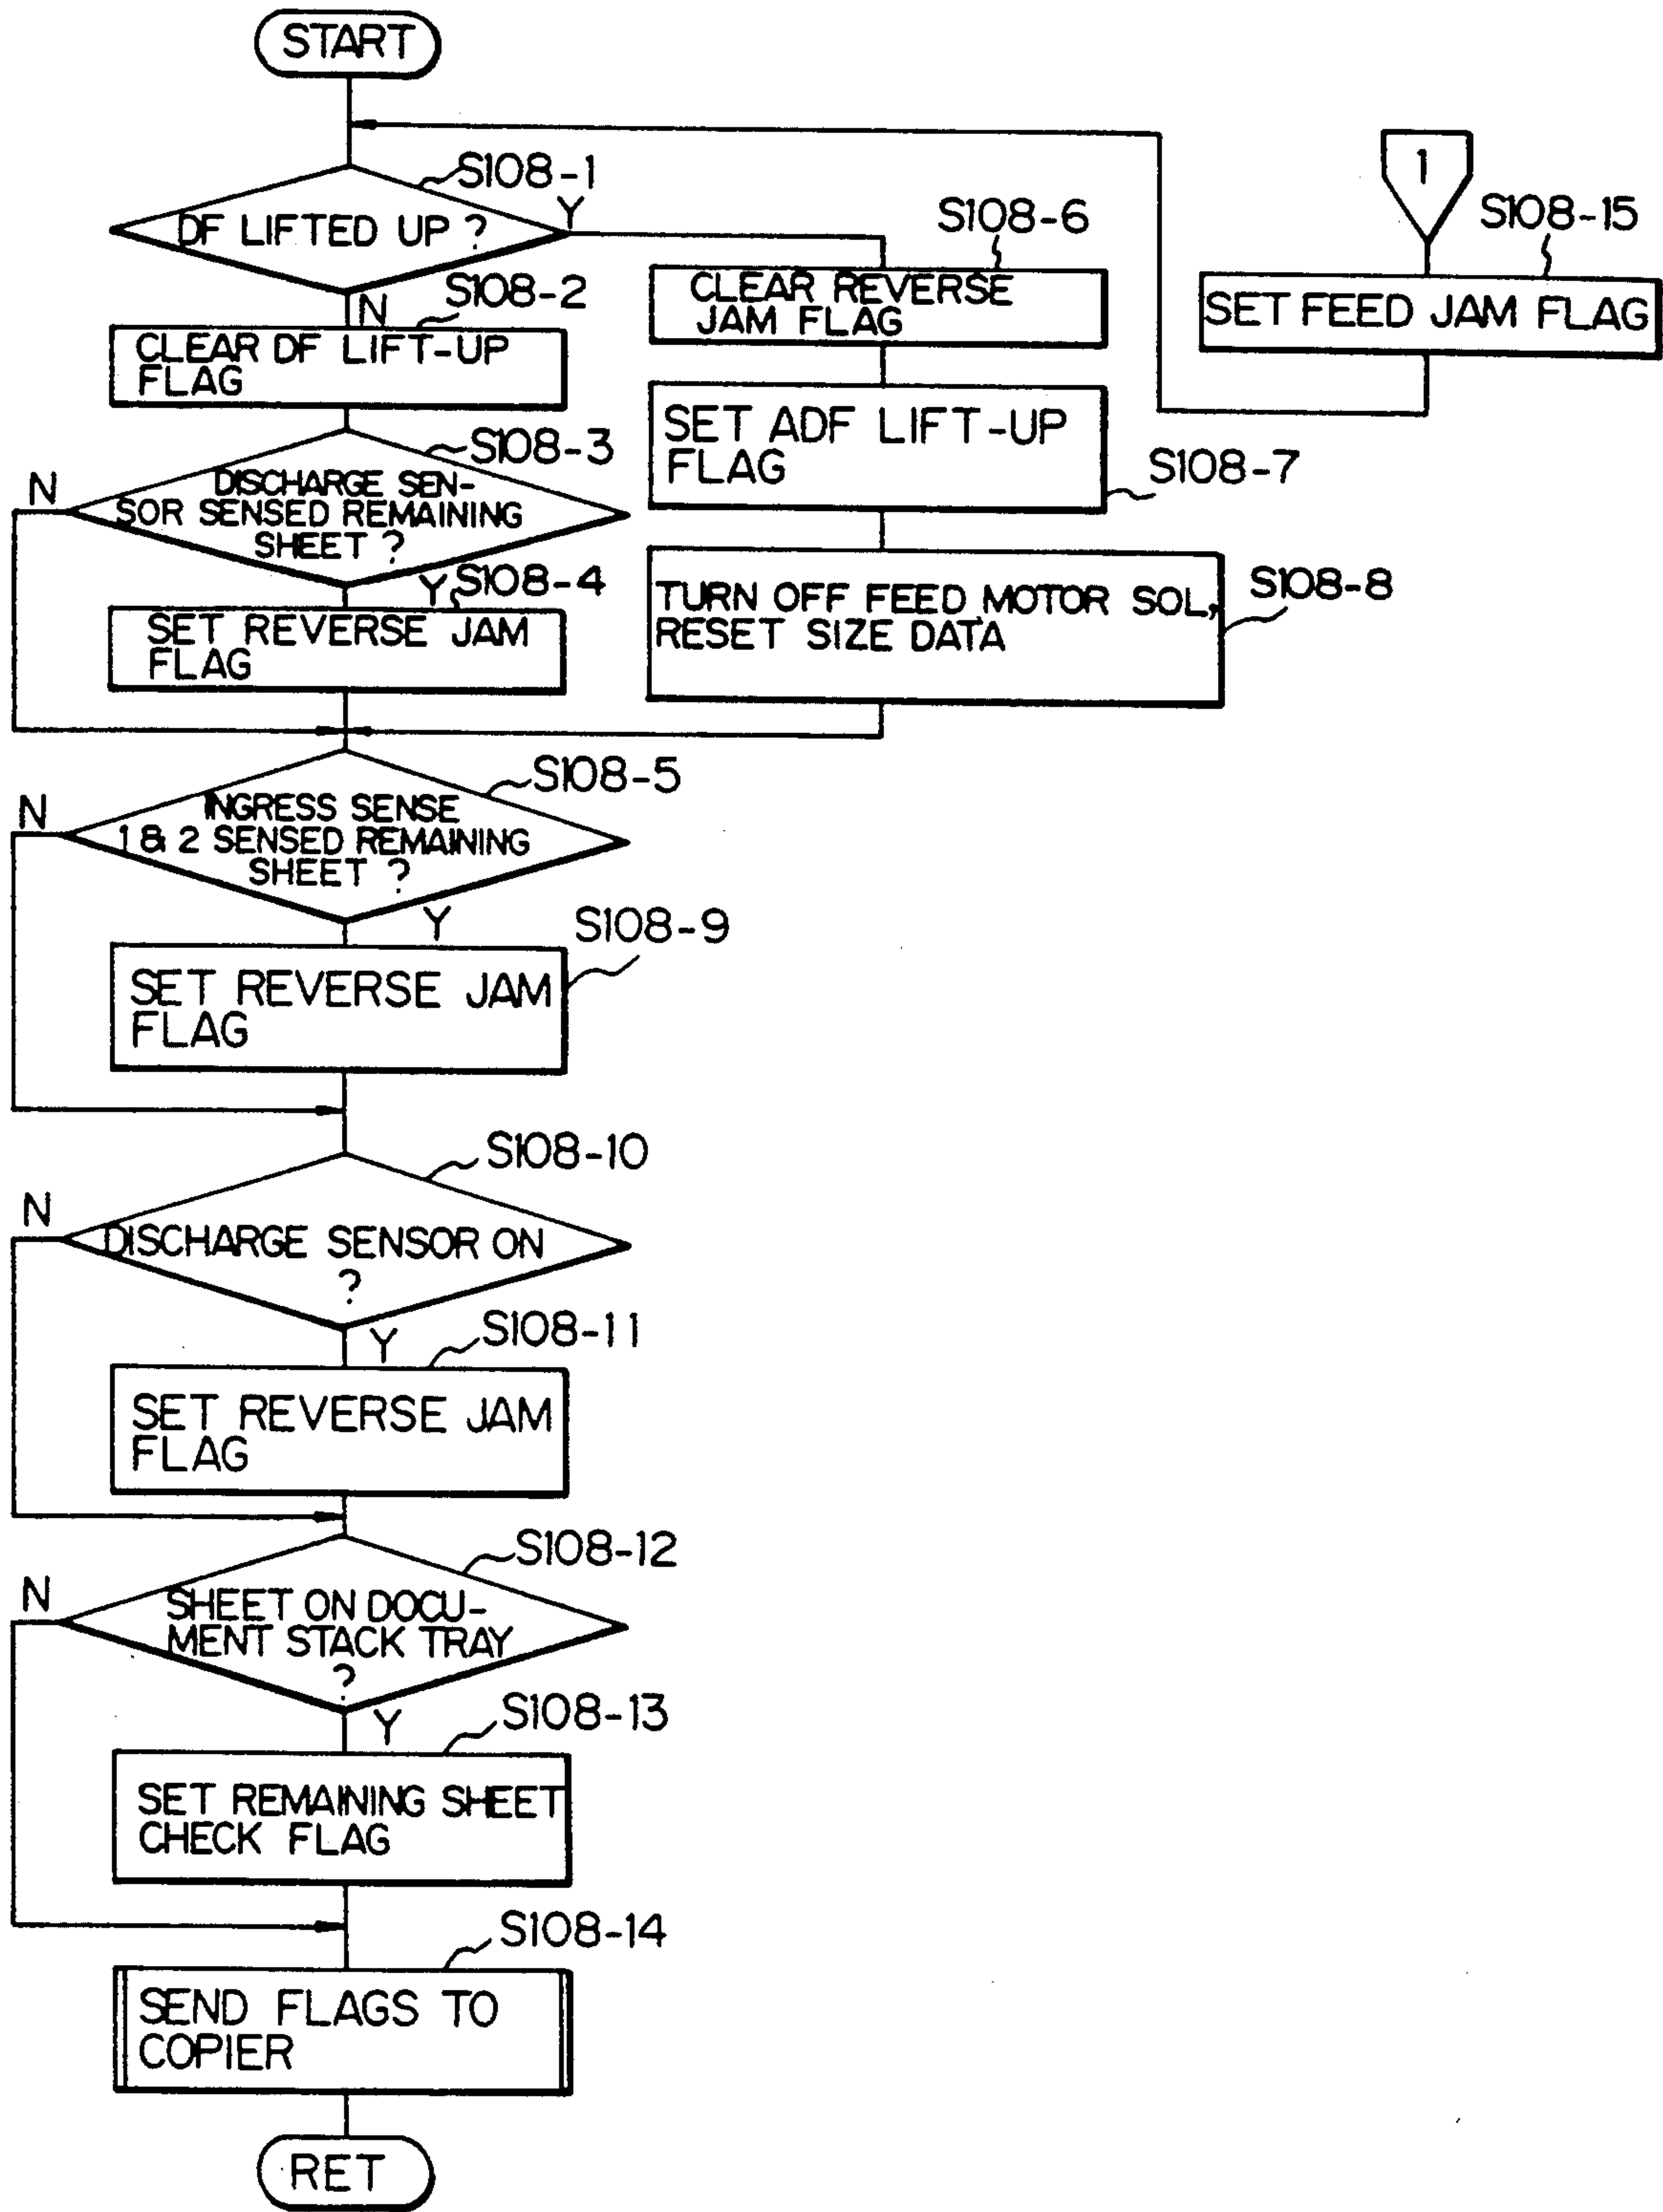 START
S108-1
DF LIFTED UP ?
Y
N
S108-2
CLEAR DF LIFT-UP
FLAG
S108-3
N
DISCHARGE SEN-
SOR SENSED REMAINING
SHEET ?
Y
S108-4
SET REVERSE JAM
FLAG
S108-6
CLEAR REVERSE
JAM FLAG
SET ADF LIFT-UP
FLAG
S108-7
TURN OFF FEED MOTOR SOL,
RESET SIZE DATA
S108-8
1
S108-15
SET FEED JAM FLAG
S108-5
N
INGRESS SENSE
1 & 2 SENSED REMAINING
SHEET ?
Y
S108-9
SET REVERSE JAM
FLAG
S108-10
N
DISCHARGE SENSOR ON
?
Y
S108-11
SET REVERSE JAM
FLAG
S108-12
N
SHEET ON DOCU-
MENT STACK TRAY
?
Y
S108-13
SET REMAINING SHEET
CHECK FLAG
S108-14
SEND FLAGS TO
COPIER
RET